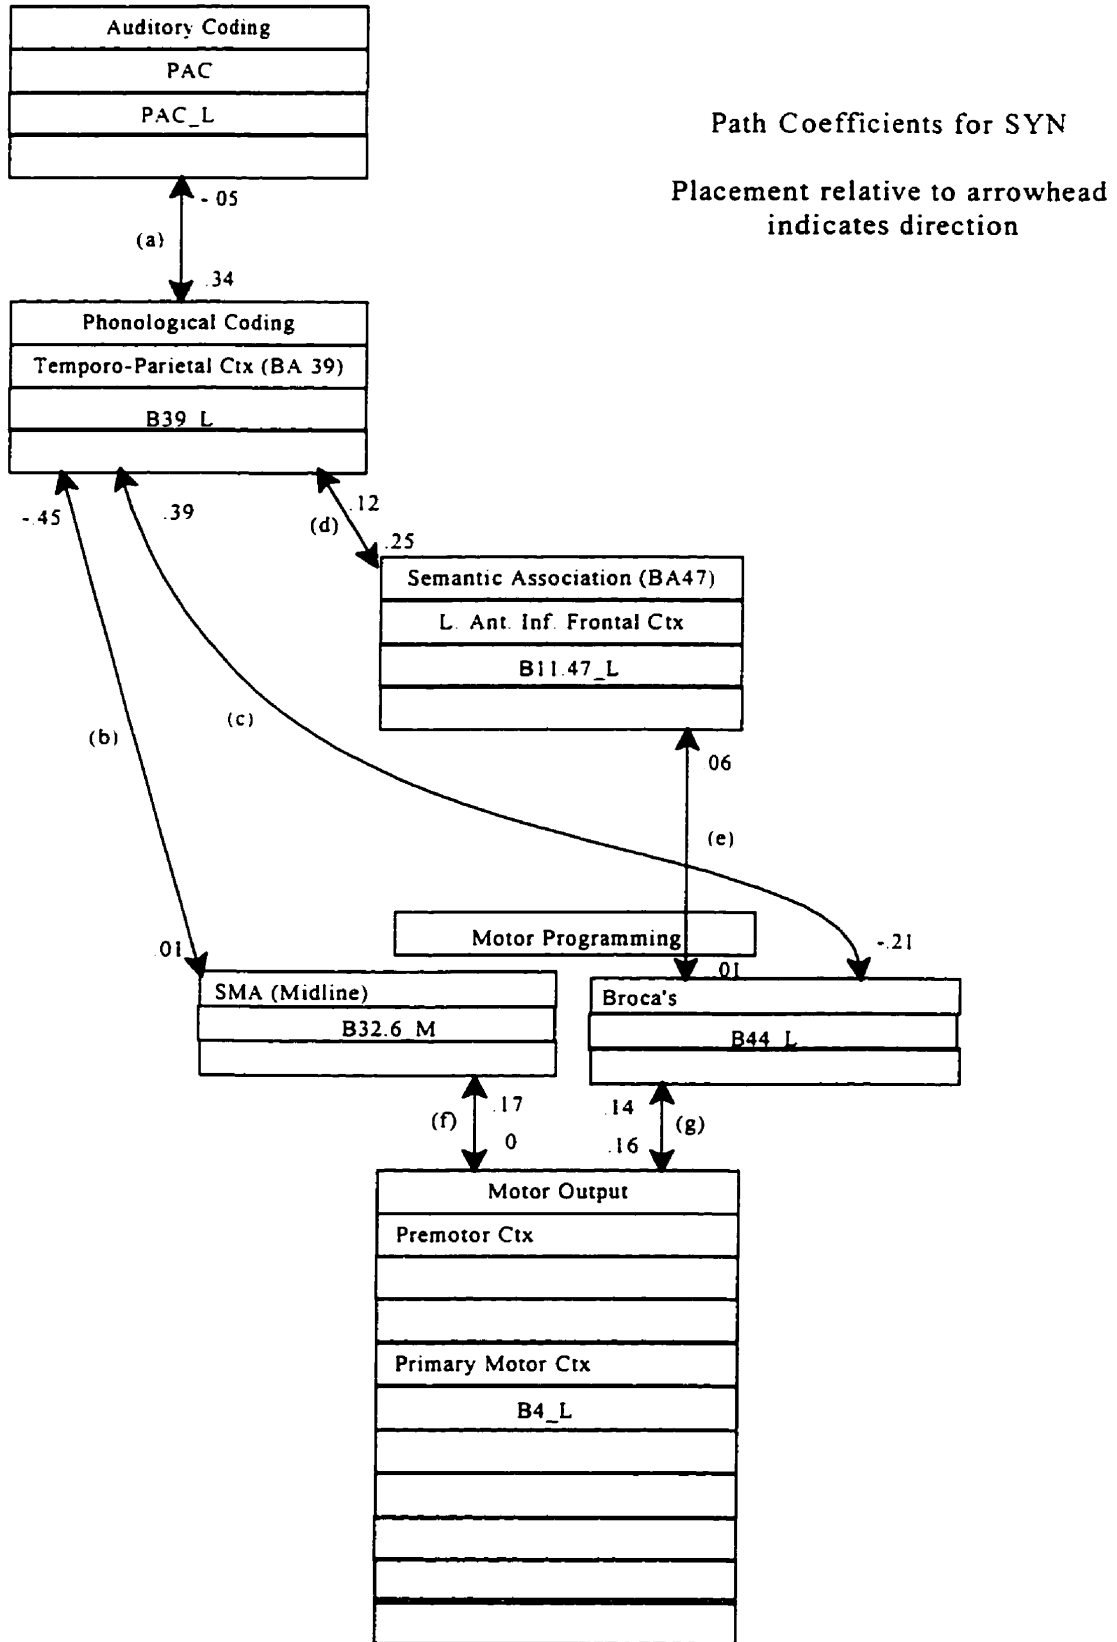 Auditory Coding
PAC
PAC_L
Path Coefficients for SYN
Placement relative to arrowhead
indicates direction
-.05
(a)
.34
Phonological Coding
Temporo-Parietal Ctx (BA 39)
B39_L
-.45
.39
(d)
.12
.25
Semantic Association (BA47)
L. Ant. Inf. Frontal Ctx
B11.47_L
(b)
(c)
06
(e)
Motor Programming
.01
01
-.21
SMA (Midline)
B32.6_M
Broca's
B44_L
(f)
.17
0
.14
.16
(g)
Motor Output
Premotor Ctx
Primary Motor Ctx
B4_L